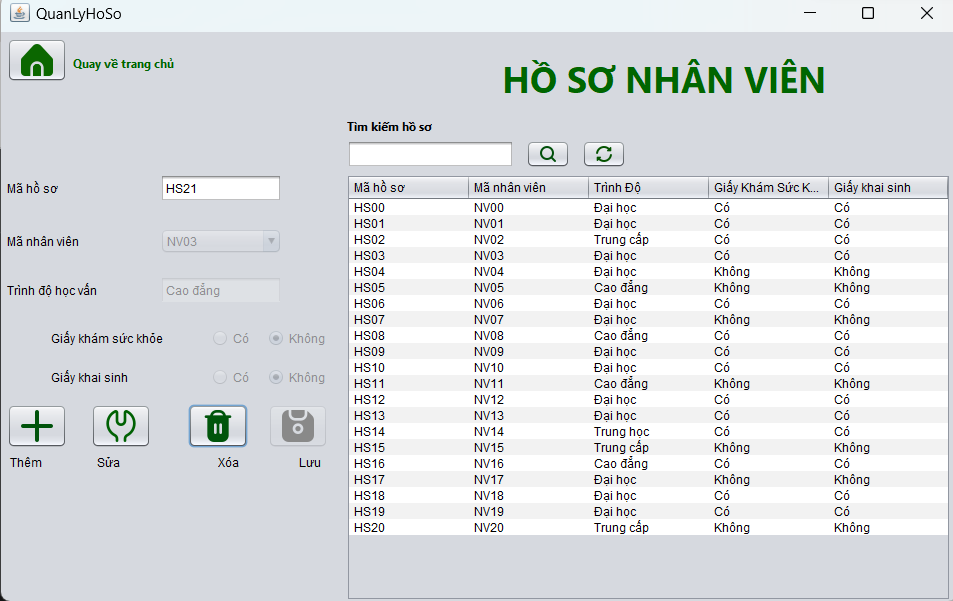 QuanLyHoSo
Quay về trang chủ
HỒ SƠ NHÂN VIÊN
Tìm kiếm hồ sơ
Mã hồ sơ HS21
Mã nhân viên NV03
Trình độ học vấn Cao đẳng
Giấy khám sức khỏe Có Không
Giấy khai sinh Có Không
Thêm Sửa Xóa Lưu
Mã hồ sơ Mã nhân viên Trình Độ Giấy Khám Sức K... Giấy khai sinh
HS00 NV00 Đại học Có Có
HS01 NV01 Đại học Có Có
HS02 NV02 Trung cấp Có Có
HS03 NV03 Đại học Có Có
HS04 NV04 Đại học Không Không
HS05 NV05 Cao đẳng Không Không
HS06 NV06 Đại học Có Có
HS07 NV07 Đại học Không Không
HS08 NV08 Cao đẳng Có Có
HS09 NV09 Đại học Có Có
HS10 NV10 Đại học Có Có
HS11 NV11 Cao đẳng Không Không
HS12 NV12 Đại học Có Có
HS13 NV13 Đại học Có Có
HS14 NV14 Trung học Có Có
HS15 NV15 Trung cấp Không Không
HS16 NV16 Cao đẳng Có Có
HS17 NV17 Đại học Không Không
HS18 NV18 Đại học Có Có
HS19 NV19 Đại học Có Có
HS20 NV20 Trung cấp Không Không